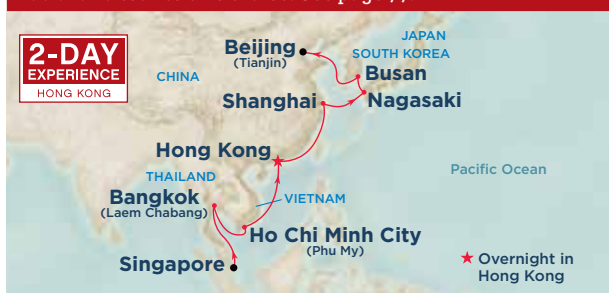 2-DAY
EXPERIENCE
HONG KONG
Beijing
(Tianjin)
JAPAN
SOUTH KOREA
CHINA
Busan
Shanghai
Nagasaki
Hong Kong
THAILAND
Pacific Ocean
Bangkok
(Laem Chabang)
VIETNAM
Ho Chi Minh City
(Phu My)
Singapore
★ Overnight in
Hong Kong